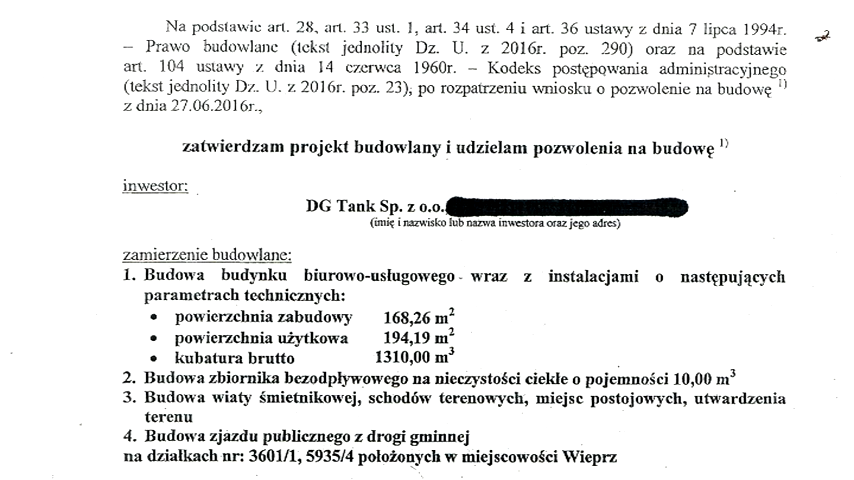 Na podstawie art. 28, art. 33 ust. 1, art. 34 ust. 4 i art. 36 ustawy z dnia 7 lipca 1994r.
– Prawo budowlane (tekst jednolity Dz. U. z 2016r. poz. 290) oraz na podstawie
art. 104 ustawy z dnia 14 czerwca 1960r. – Kodeks postępowania administracyjnego
(tekst jednolity Dz. U. z 2016r. poz. 23), po rozpatrzeniu wniosku o pozwolenie na budowę 1)
z dnia 27.06.2016r.,
zatwierdzam projekt budowlany i udzielam pozwolenia na budowę 1)
inwestor:
DG Tank Sp. z o.o.,
(imię i nazwisko lub nazwa inwestora oraz jego adres)
zamierzenie budowlane:
1. Budowa budynku biurowo-usługowego - wraz z instalacjami o następujących
parametrach technicznych:
• powierzchnia zabudowy 168,26 m²
• powierzchnia użytkowa 194,19 m²
• kubatura brutto 1310,00 m³
2. Budowa zbiornika bezodpływowego na nieczystości ciekłe o pojemności 10,00 m³
3. Budowa wiaty śmietnikowej, schodów terenowych, miejsc postojowych, utwardzenia
terenu
4. Budowa zjazdu publicznego z drogi gminnej
na działkach nr: 3601/1, 5935/4 położonych w miejscowości Wieprz